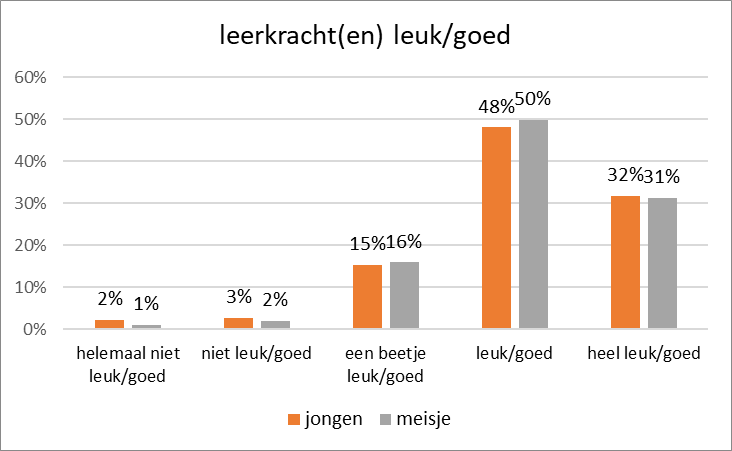 leerkracht(en) leuk/goed
60%
50%
40%
30%
20%
10%
0%
2%
1%
3%
2%
15%
16%
48%
50%
32%
31%
helemaal niet
leuk/goed
niet leuk/goed
een beetje
leuk/goed
leuk/goed
heel leuk/goed
jongen
meisje